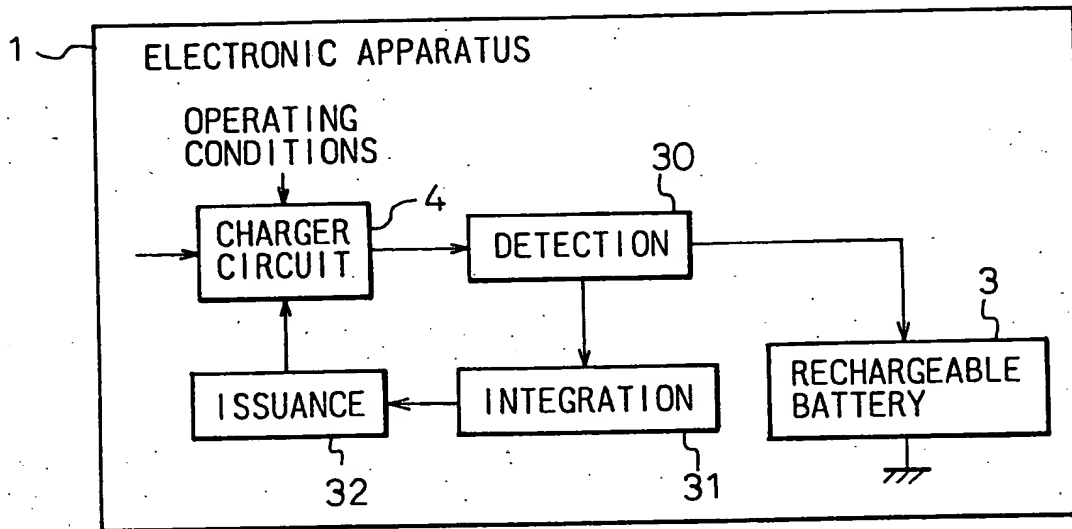 1
ELECTRONIC APPARATUS
OPERATING
CONDITIONS
4
30
CHARGER
CIRCUIT
DETECTION
3
ISSUANCE
INTEGRATION
RECHARGEABLE
BATTERY
32
31